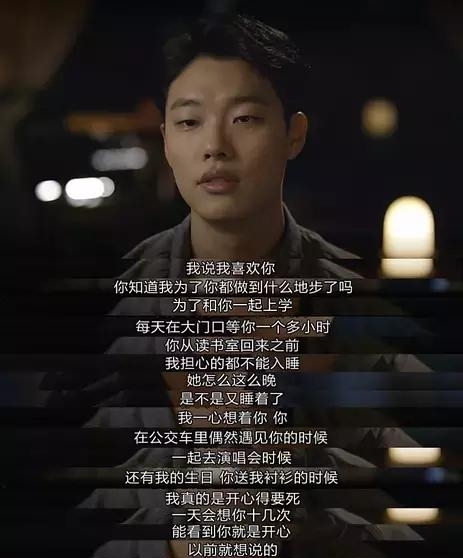 我说我喜欢你
你知道我为了你都做到什么地步了吗
为了和你一起上学
每天在大门口等你一个多小时
你从读书室回来之前
我担心的都不能入睡
她怎么这么晚
是不是又睡着了
我一心想着你 你
在公交车里偶然遇见你的时候
一起去演唱会时候
还有我的生日 你送我衬衫的时候
我真的是开心得要死
一天会想你十几次
能看到你就是开心
以前就想说的